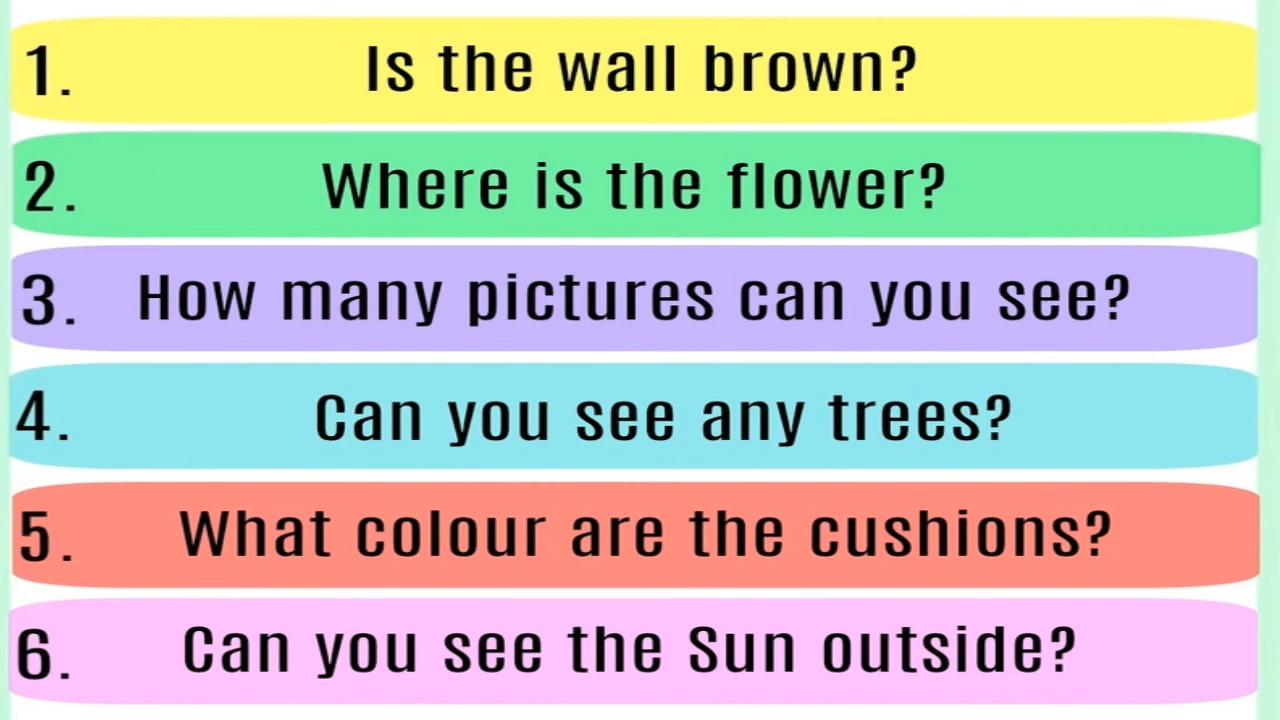 1. Is the wall brown?
2. Where is the flower?
3. How many pictures can you see?
4. Can you see any trees?
5. What colour are the cushions?
6. Can you see the Sun outside?